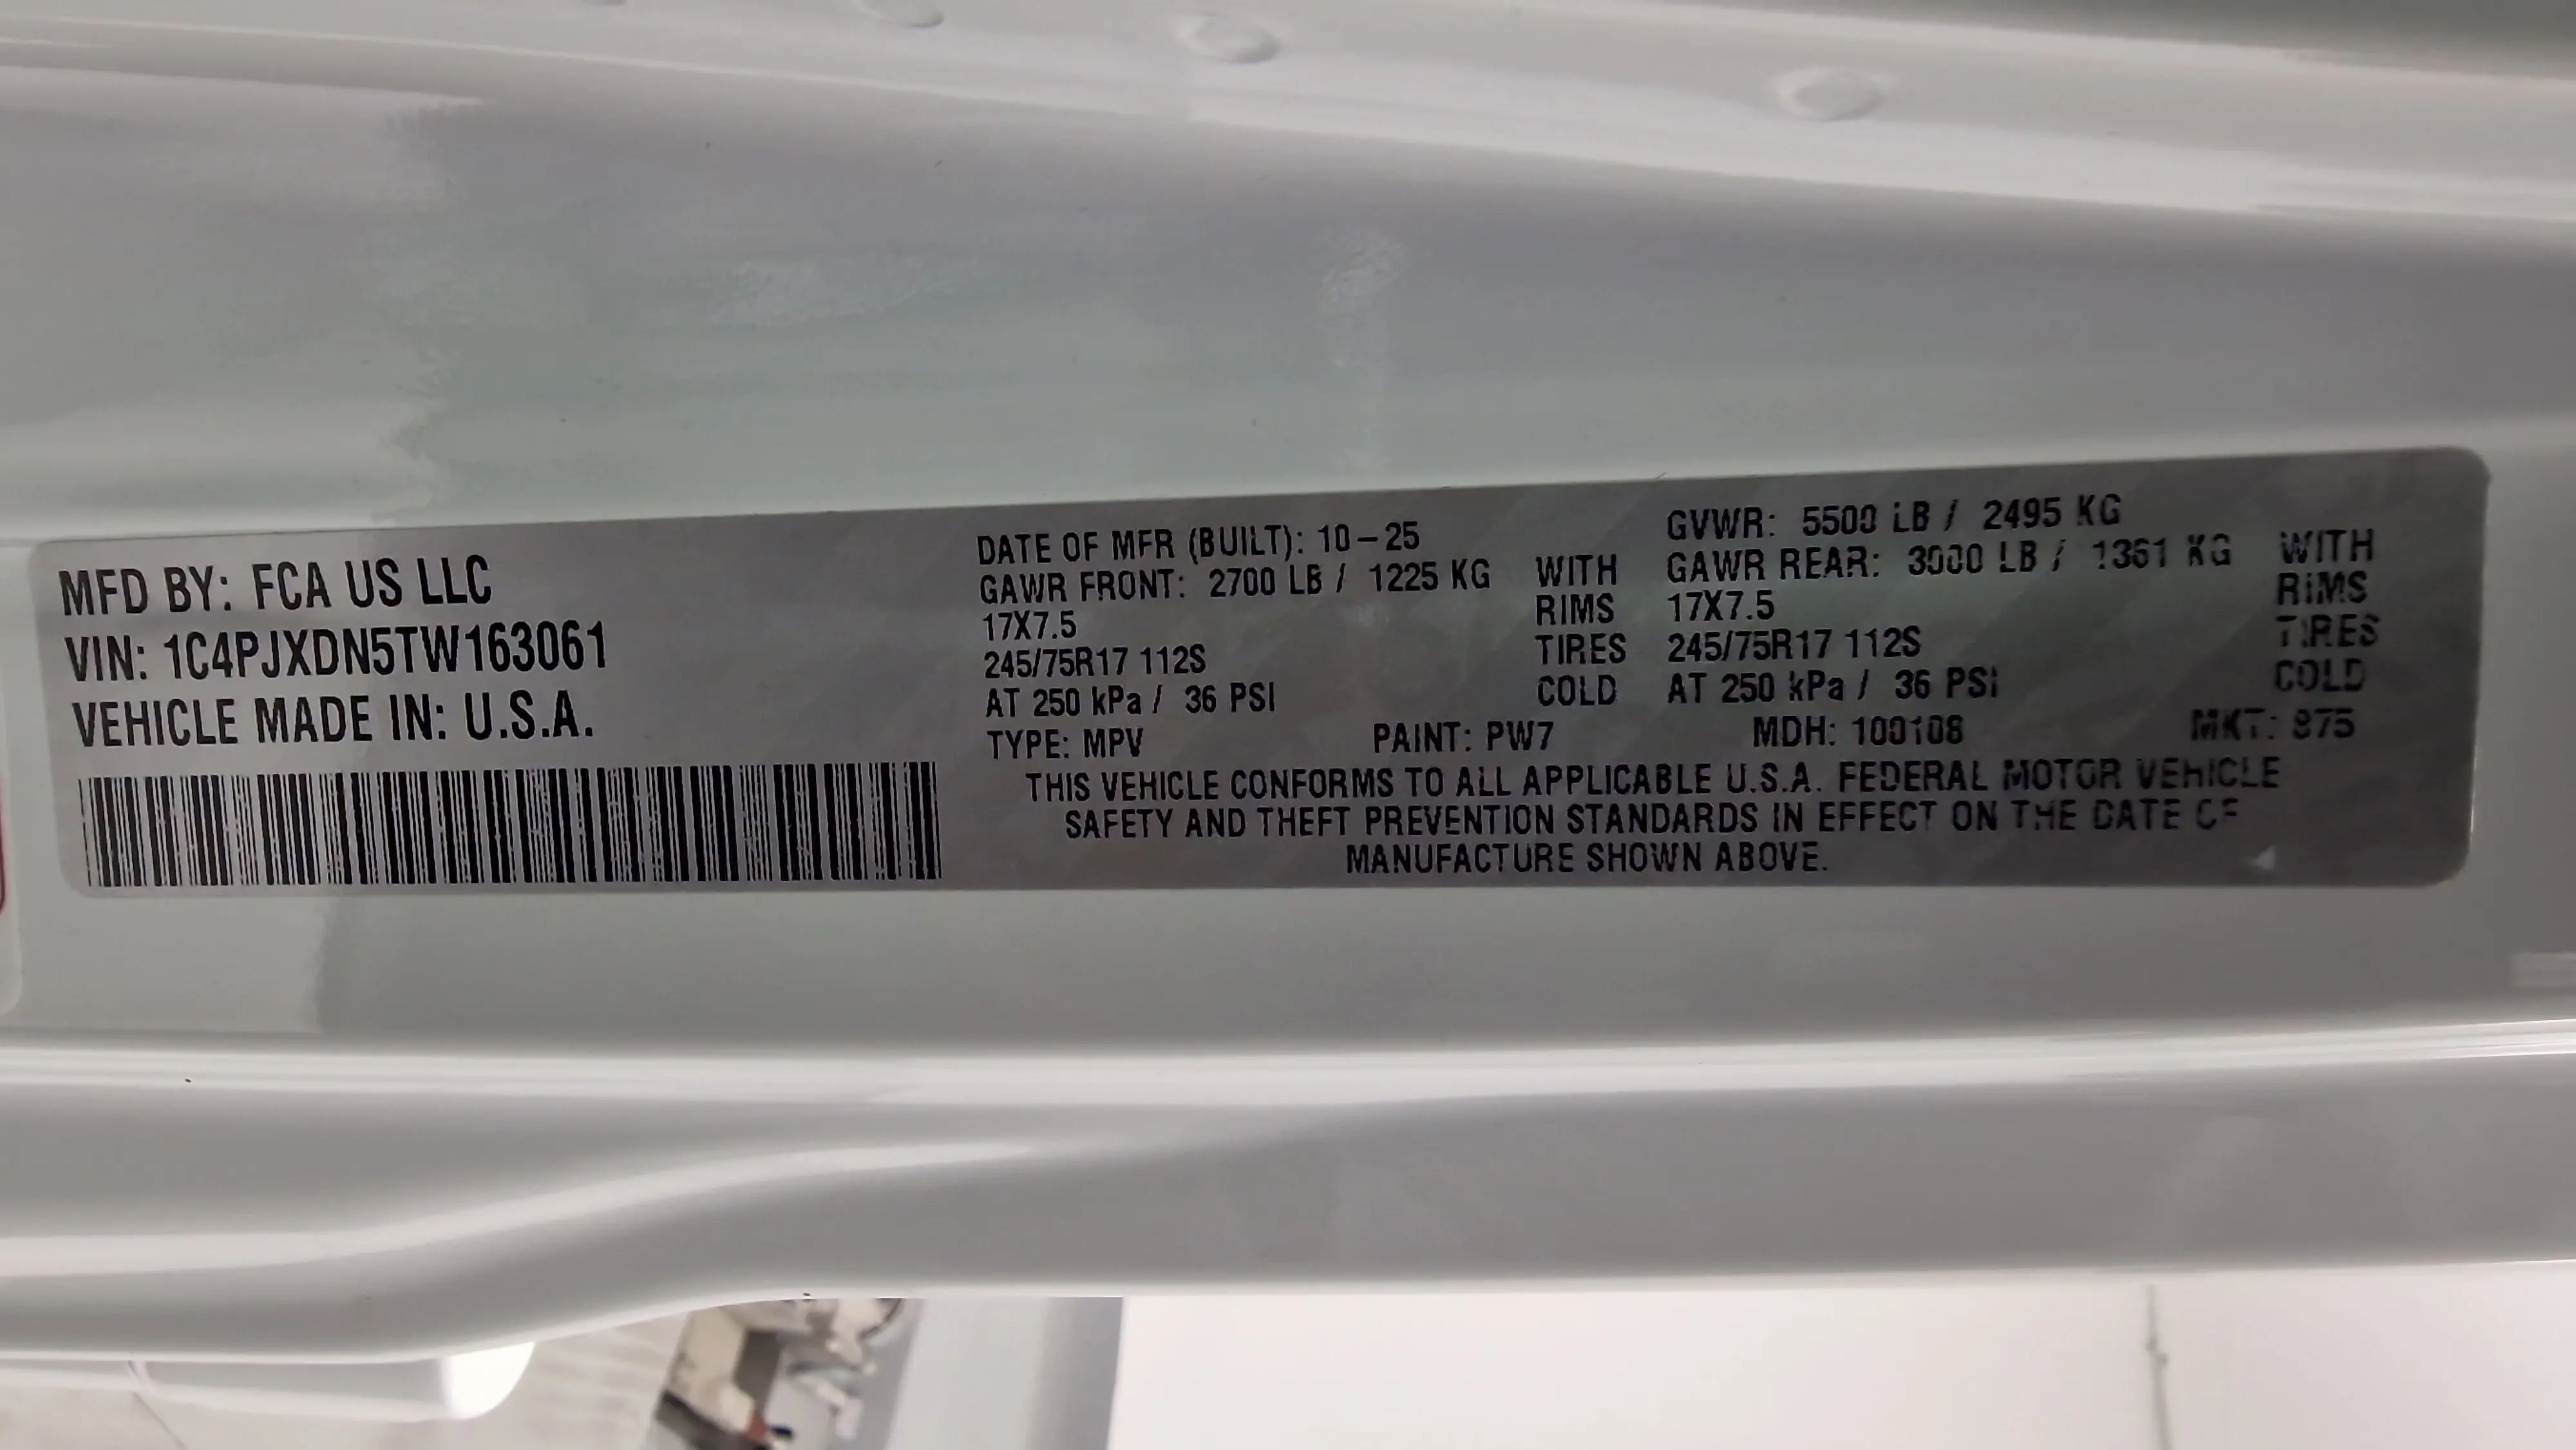 MFD BY: FCA US LLC
VIN: 1C4PJXDN5TW163061
VEHICLE MADE IN: U.S.A.
DATE OF MFR (BUILT): 10-25 GVWR: 5500 LB / 2495 KG
GAWR FRONT: 2700 LB / 1225 KG WITH GAWR REAR: 3000 LB / 1361 KG WITH
17X7.5 RIMS 17X7.5 RIMS
245/75R17 112S TIRES 245/75R17 112S TIRES
AT 250 kPa / 36 PSI COLD AT 250 kPa / 36 PSI COLD
TYPE: MPV PAINT: PW7 MDH: 100108 MKT: 875
THIS VEHICLE CONFORMS TO ALL APPLICABLE U.S.A. FEDERAL MOTOR VEHICLE
SAFETY AND THEFT PREVENTION STANDARDS IN EFFECT ON THE DATE OF
MANUFACTURE SHOWN ABOVE.